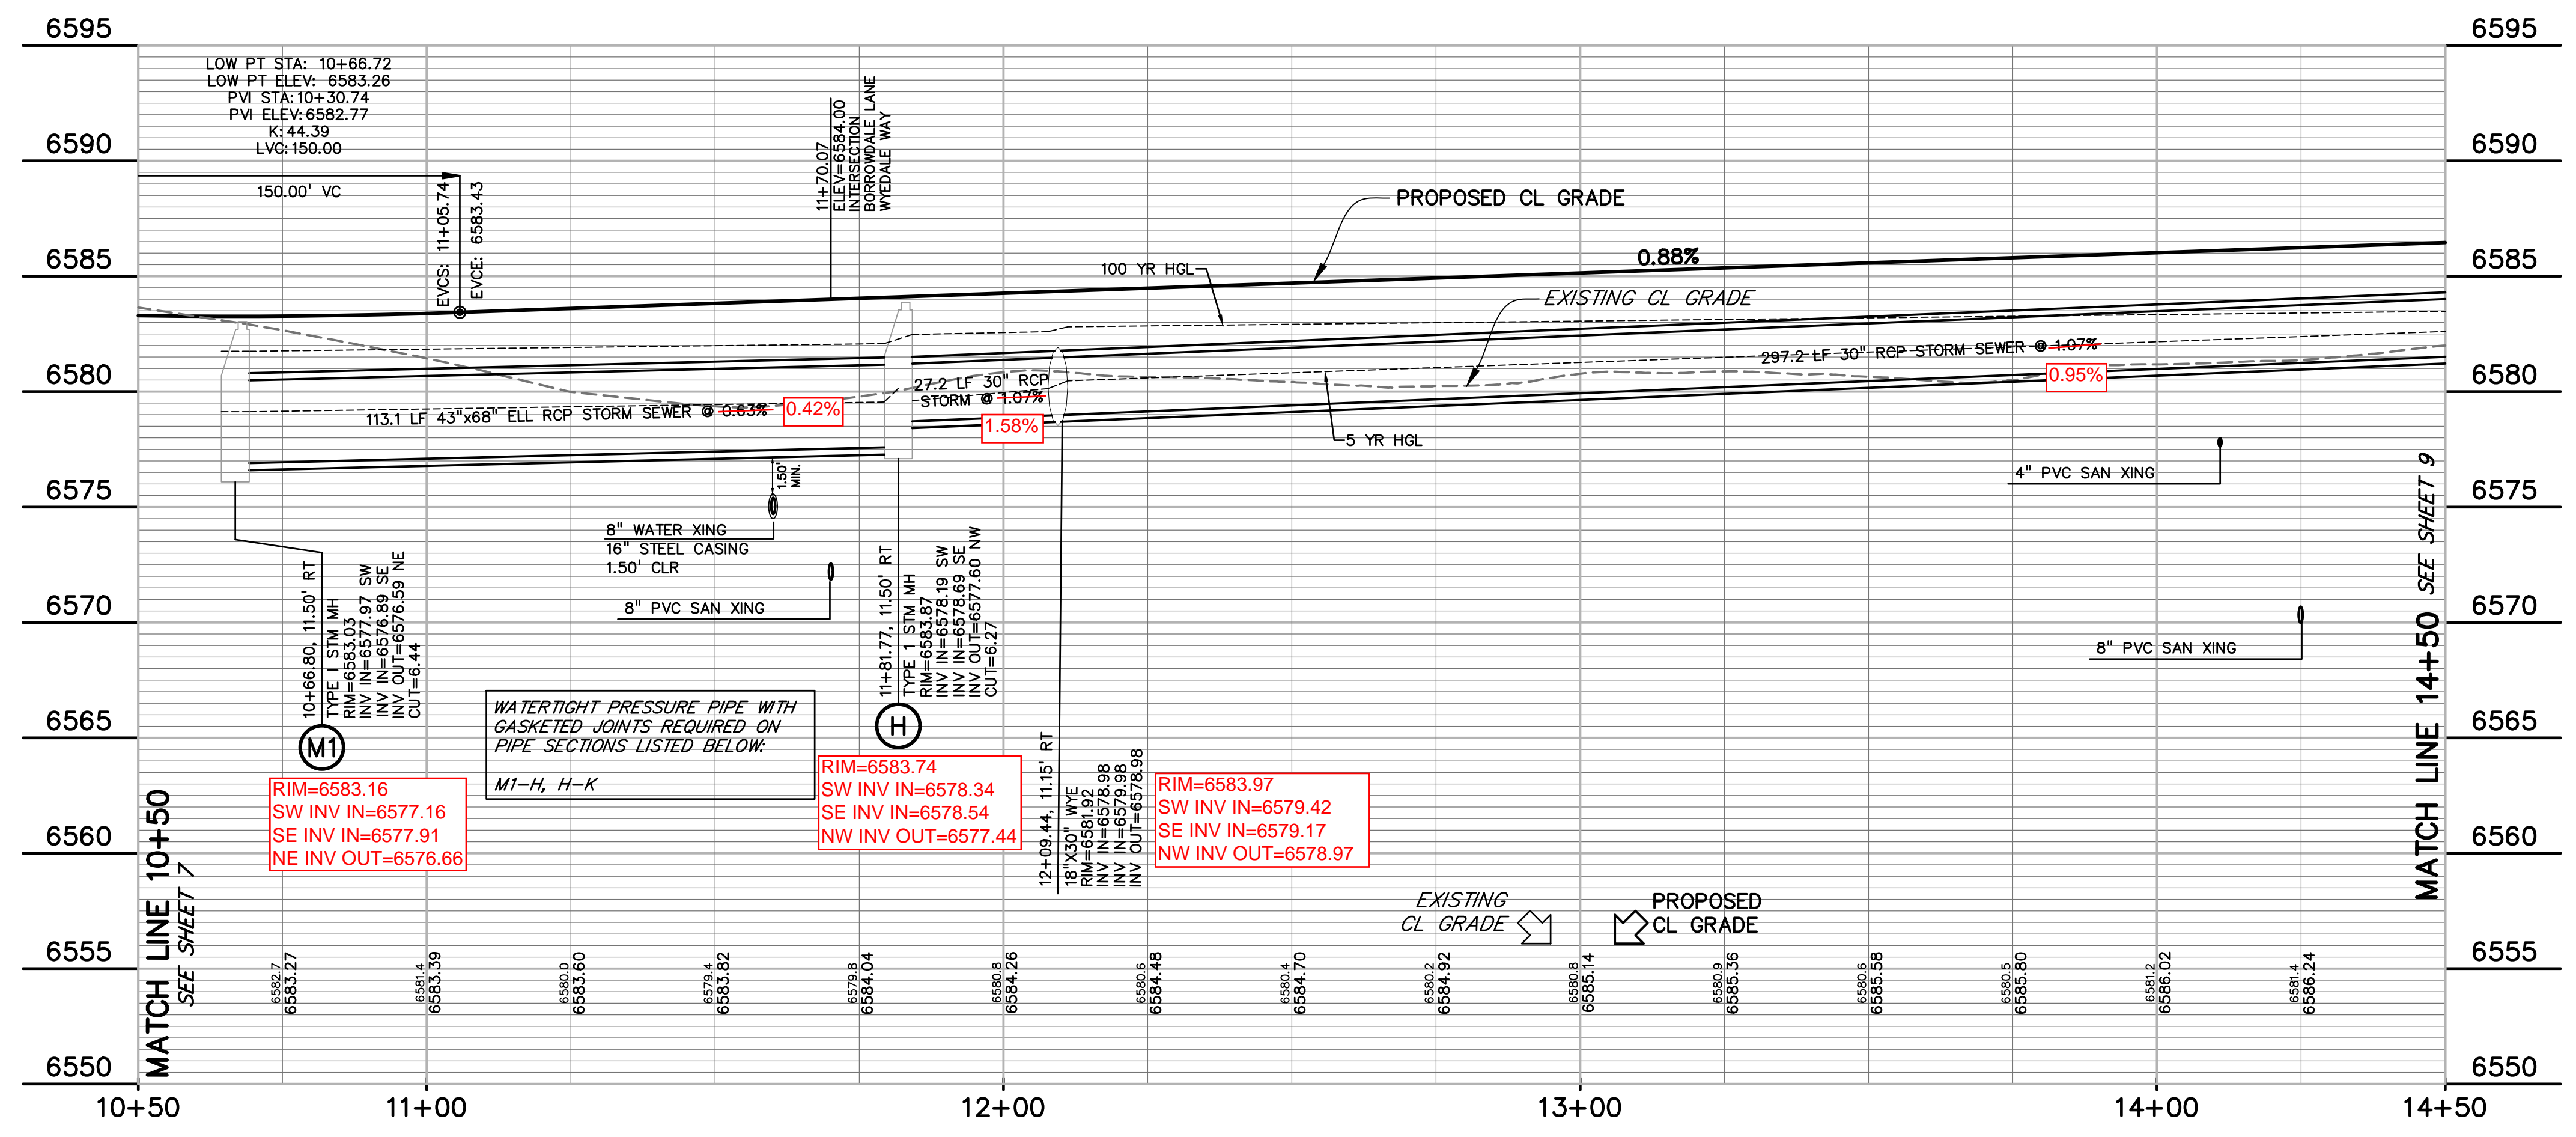 6595
6590
6585
6580
6575
6570
6565
6560
6555
6550
LOW PT STA: 10+66.72
LOW PT ELEV: 6583.26
PVI STA:10+30.74
PVI ELEV:6582.77
K:44.39
LVC:150.00
150.00' VC
EVCS: 11+05.74
EVCE: 6583.43
11+70.07
ELEV=6584.00
INTERSECTION
BORROWDALE LANE
WYEDALE WAY
PROPOSED CL GRADE
0.88%
100 YR HGL
EXISTING CL GRADE
297.2 LF 30" RCP STORM SEWER @ 1.07%
0.95%
27.2 LF 30" RCP
STORM @ 1.07%
1.58%
113.1 LF 43"x68" ELL RCP STORM SEWER @ 0.63%
0.42%
5 YR HGL
1.50'
MIN.
8" WATER XING
16" STEEL CASING
1.50' CLR
8" PVC SAN XING
4" PVC SAN XING
8" PVC SAN XING
10+66.80, 11.50' RT
TYPE I STM MH
RIM=6583.03
INV IN=6577.97 SW
INV IN=6576.89 SE
INV OUT=6576.59 NE
CUT=6.44
M1
RIM=6583.16
SW INV IN=6577.16
SE INV IN=6577.91
NE INV OUT=6576.66
WATERTIGHT PRESSURE PIPE WITH
GASKETED JOINTS REQUIRED ON
PIPE SECTIONS LISTED BELOW:
M1-H, H-K
11+81.77, 11.50' RT
TYPE 1 STM MH
RIM=6583.87
INV IN=6578.19 SW
INV IN=6578.69 SE
INV OUT=6577.60 NW
CUT=6.27
H
RIM=6583.74
SW INV IN=6578.34
SE INV IN=6578.54
NW INV OUT=6577.44
12+09.44, 11.15' RT
18"X30" WYE
RIM=6581.92
INV IN=6578.98
INV IN=6579.98
INV OUT=6578.98
RIM=6583.97
SW INV IN=6579.42
SE INV IN=6579.17
NW INV OUT=6578.97
EXISTING
CL GRADE
PROPOSED
CL GRADE
MATCH LINE 10+50
SEE SHEET 7
MATCH LINE 14+50 SEE SHEET 9
6582.7
6583.27
6581.4
6583.39
6580.0
6583.60
6579.4
6583.82
6579.8
6584.04
6580.8
6584.26
6580.6
6584.48
6580.4
6584.70
6580.2
6584.92
6580.8
6585.14
6580.9
6585.36
6580.6
6585.58
6580.5
6585.80
6581.2
6586.02
6581.4
6586.24
6595
6590
6585
6580
6575
6570
6565
6560
6555
6550
10+50
11+00
12+00
13+00
14+00
14+50